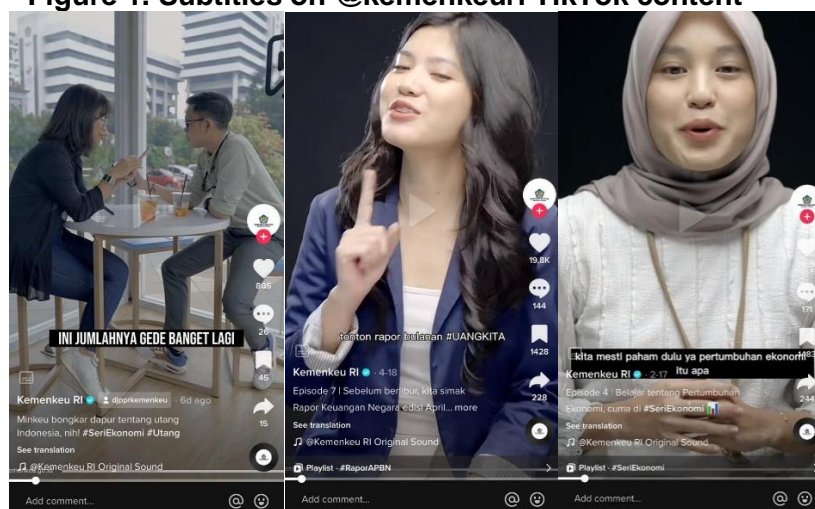 Figure 1. Subtitles on @kemenkeuri TikTok content
805
INI JUMLAHNYA GEDE BANGET LAGI
26
45
Kemenkeu RI djpprkemenkeu · 6d ago
15
Minkeu bongkar dapur tentang utang
Indonesia, nih! #SeriEkonomi #Utang
See translation
@Kemenkeu RI Original Sound
Add comment...
19,8K
144
tonton rapor bulanan #UANGKITA
1428
Kemenkeu RI · 4-18
228
Episode 7 | Sebelum berlibur, kita simak
Rapor Keuangan Negara edisi April... more
See translation
@Kemenkeu RI Original Sound
Playlist · #RaporAPBN
Add comment...
171
kita mesti paham dulu ya pertumbuhan ekonomi
itu apa
Kemenkeu RI · 2-17
244
Episode 4 | Belajar tentang Pertumbuhan
Ekonomi, cuma di #SeriEkonomi
See translation
@Kemenkeu RI Original Sound
Playlist · #SeriEkonomi
Add comment...